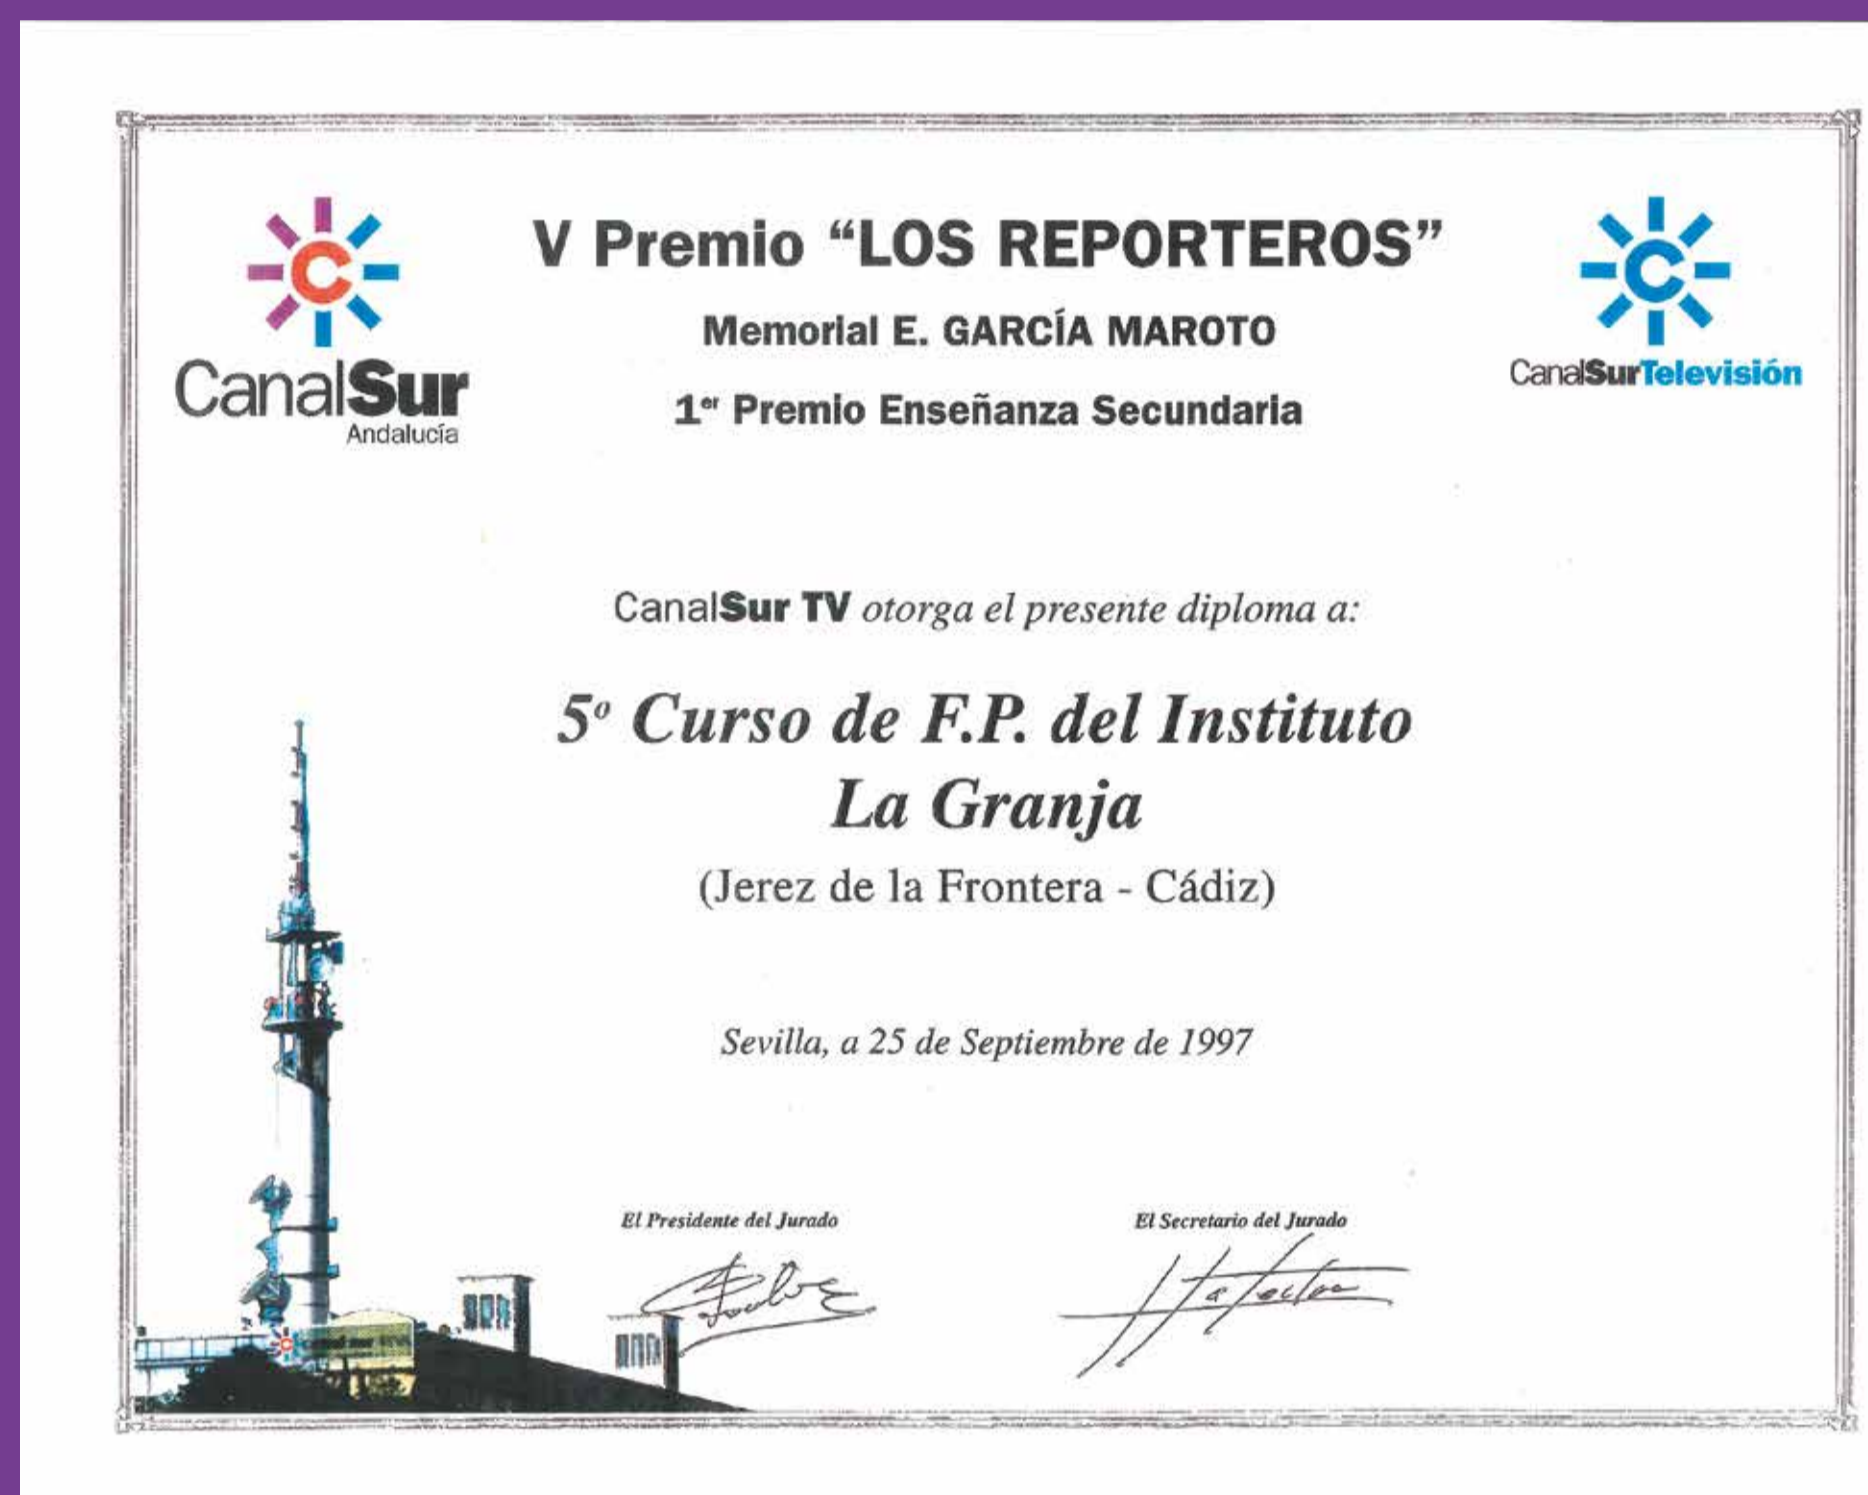 V Premio “LOS REPORTEROS”
Memorial E. GARCÍA MAROTO
1er Premio Enseñanza Secundaria
CanalSur
Andalucía
CanalSurTelevisión
CanalSur TV otorga el presente diploma a:
5º Curso de F.P. del Instituto
La Granja
(Jerez de la Frontera - Cádiz)
Sevilla, a 25 de Septiembre de 1997
El Presidente del Jurado
El Secretario del Jurado